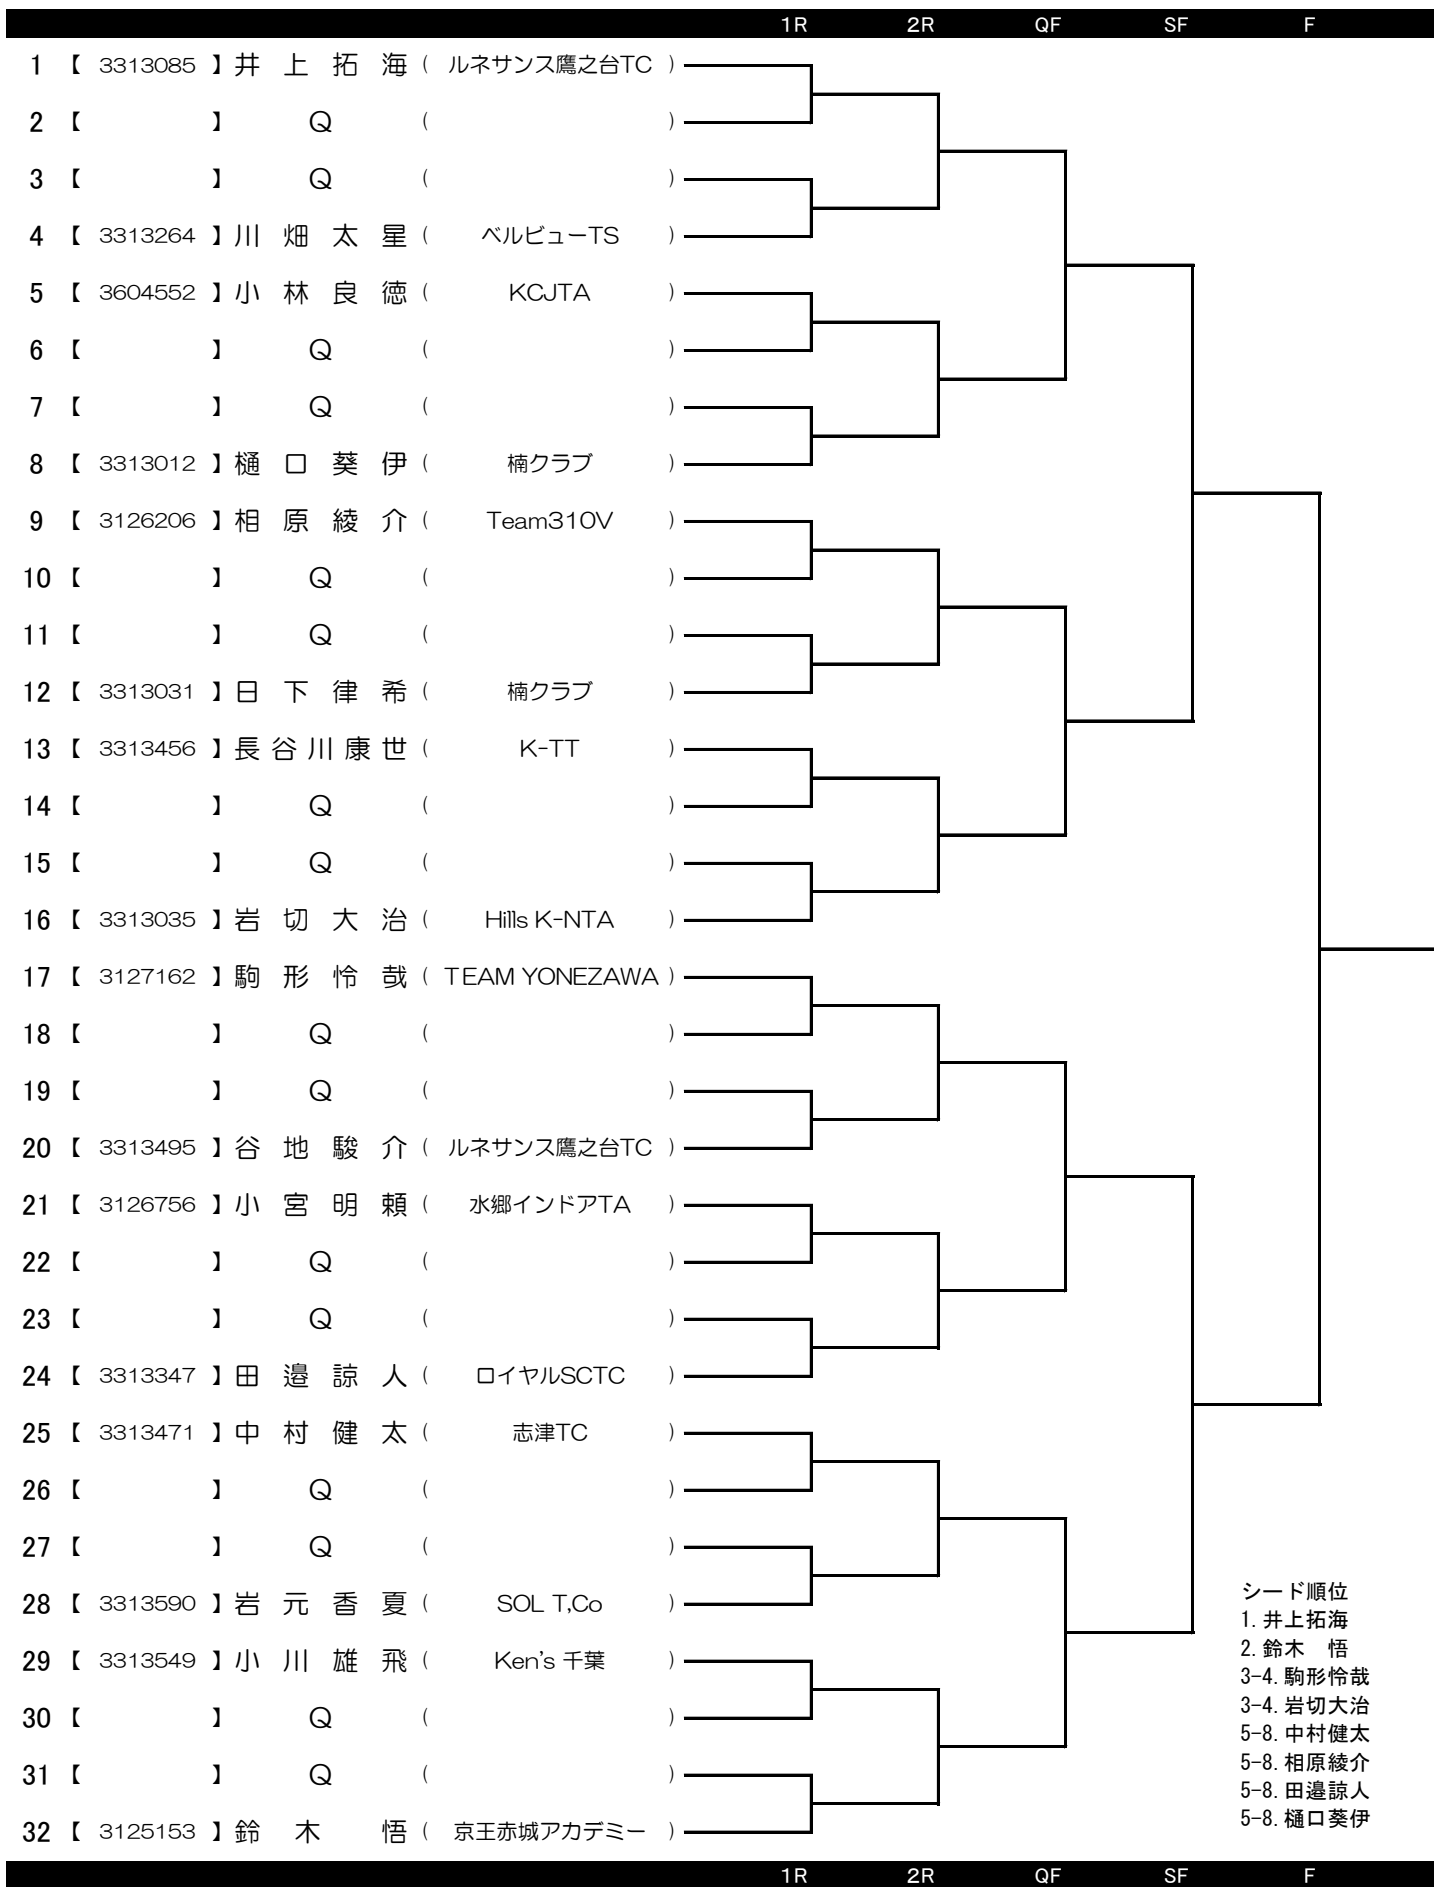 1R 2R QF SF F
1 【 3313085 】 井上拓海 ( ルネサンス鷹之台TC )
2 【 】 Q ( )
3 【 】 Q ( )
4 【 3313264 】 川畑太星 ( ベルビューTS )
5 【 3604552 】 小林良徳 ( KCJTA )
6 【 】 Q ( )
7 【 】 Q ( )
8 【 3313012 】 樋口葵伊 ( 楠クラブ )
9 【 3126206 】 相原綾介 ( Team310V )
10 【 】 Q ( )
11 【 】 Q ( )
12 【 3313031 】 日下律希 ( 楠クラブ )
13 【 3313456 】 長谷川康世 ( K-TT )
14 【 】 Q ( )
15 【 】 Q ( )
16 【 3313035 】 岩切大治 ( Hills K-NTA )
17 【 3127162 】 駒形怜哉 ( TEAM YONEZAWA )
18 【 】 Q ( )
19 【 】 Q ( )
20 【 3313495 】 谷地駿介 ( ルネサンス鷹之台TC )
21 【 3126756 】 小宮明頼 ( 水郷インドアTA )
22 【 】 Q ( )
23 【 】 Q ( )
24 【 3313347 】 田邉諒人 ( ロイヤルSCTC )
25 【 3313471 】 中村健太 ( 志津TC )
26 【 】 Q ( )
27 【 】 Q ( )
28 【 3313590 】 岩元香夏 ( SOL T,Co )
29 【 3313549 】 小川雄飛 ( Ken's 千葉 )
30 【 】 Q ( )
31 【 】 Q ( )
32 【 3125153 】 鈴木 悟 ( 京王赤城アカデミー )
シード順位
1. 井上拓海
2. 鈴木 悟
3-4. 駒形怜哉
3-4. 岩切大治
5-8. 中村健太
5-8. 相原綾介
5-8. 田邉諒人
5-8. 樋口葵伊
1R 2R QF SF F